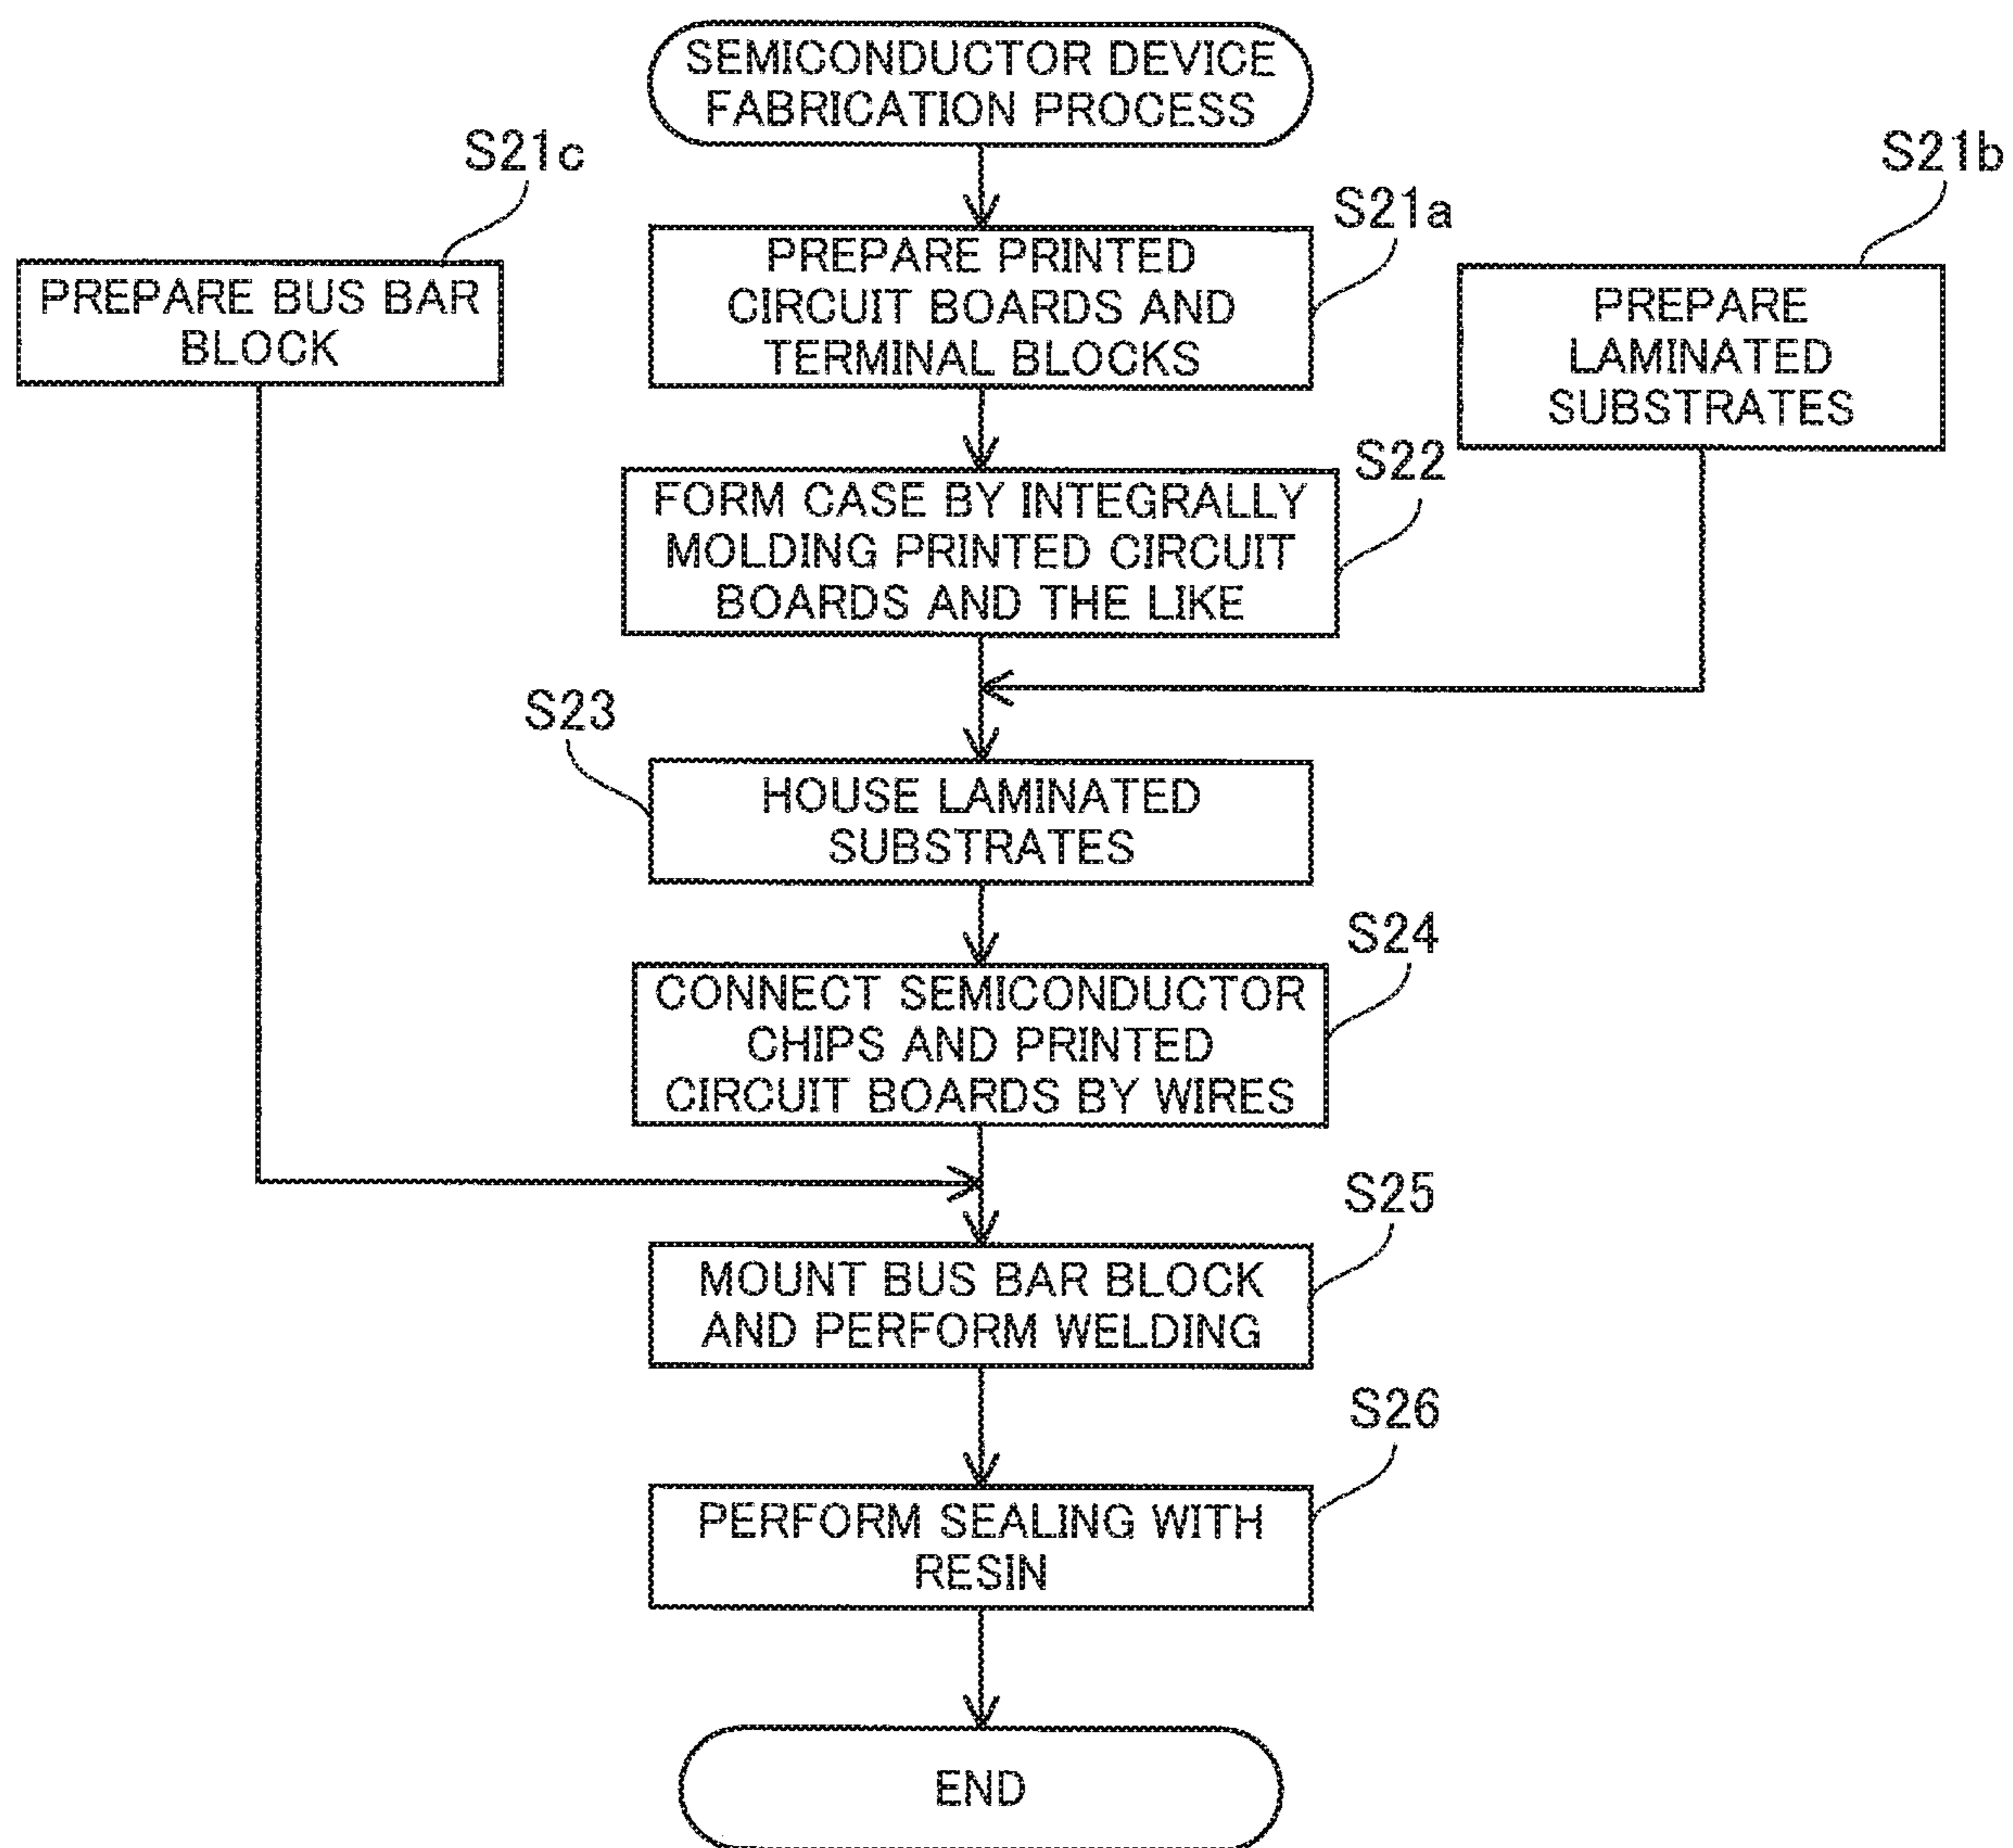 SEMICONDUCTOR DEVICE
FABRICATION PROCESS
S21c
PREPARE BUS BAR
BLOCK
S21a
PREPARE PRINTED
CIRCUIT BOARDS AND
TERMINAL BLOCKS
S21b
PREPARE
LAMINATED
SUBSTRATES
S22
FORM CASE BY INTEGRALLY
MOLDING PRINTED CIRCUIT
BOARDS AND THE LIKE
S23
HOUSE LAMINATED
SUBSTRATES
S24
CONNECT SEMICONDUCTOR
CHIPS AND PRINTED
CIRCUIT BOARDS BY WIRES
S25
MOUNT BUS BAR BLOCK
AND PERFORM WELDING
S26
PERFORM SEALING WITH
RESIN
END